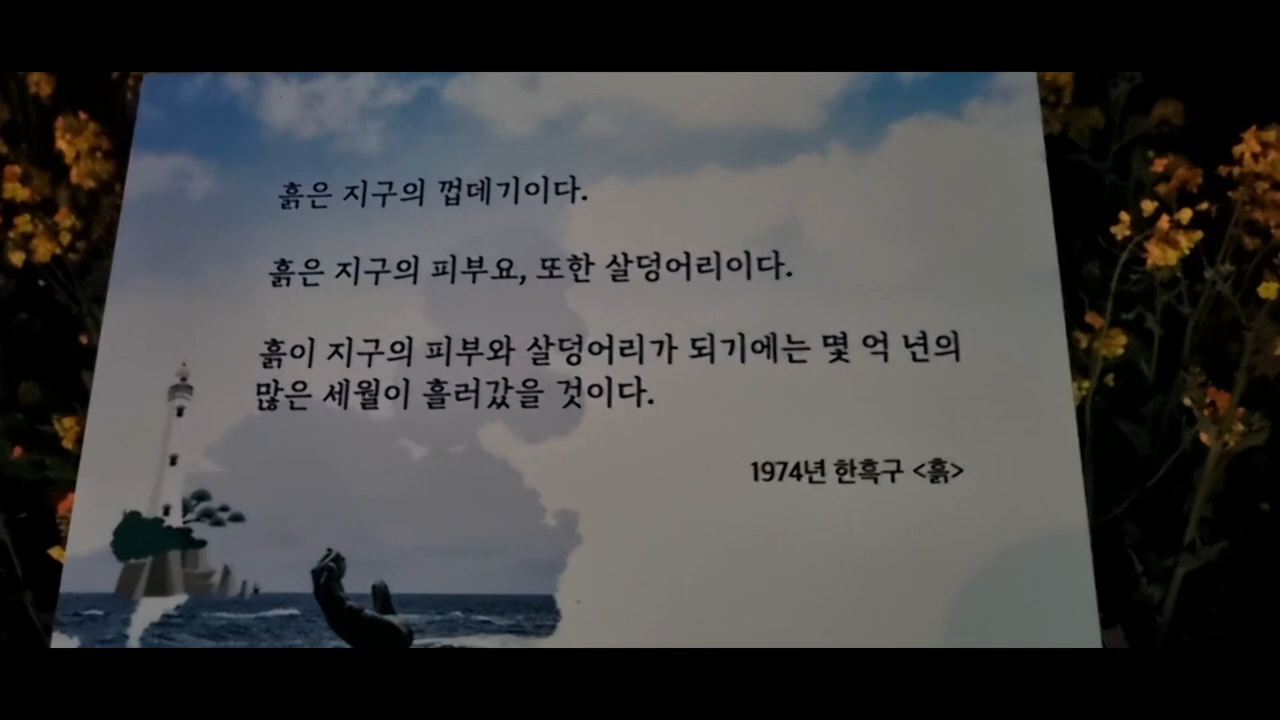 흙은 지구의 껍데기이다.
흙은 지구의 피부요, 또한 살덩어리이다.
흙이 지구의 피부와 살덩어리가 되기에는 몇 억 년의
많은 세월이 흘러갔을 것이다.
1974년 한흑구 <흙>